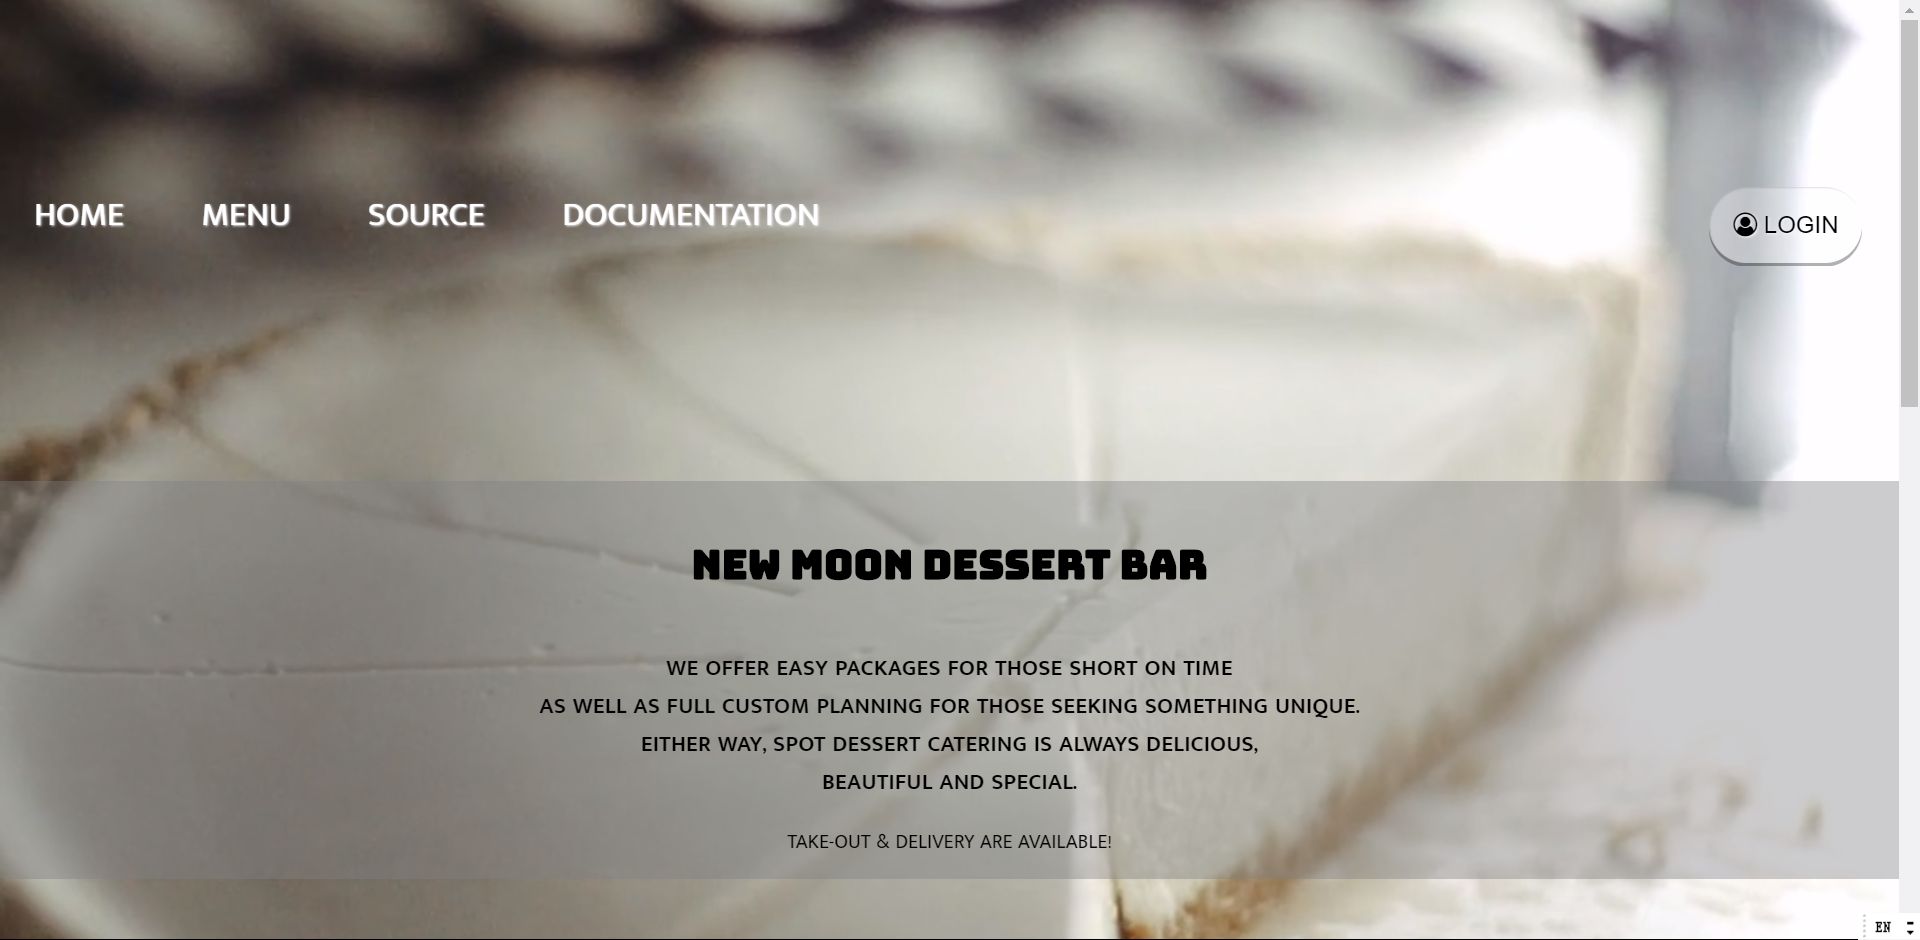 HOME MENU SOURCE DOCUMENTATION
LOGIN
NEW MOON DESSERT BAR
WE OFFER EASY PACKAGES FOR THOSE SHORT ON TIME
AS WELL AS FULL CUSTOM PLANNING FOR THOSE SEEKING SOMETHING UNIQUE.
EITHER WAY, SPOT DESSERT CATERING IS ALWAYS DELICIOUS,
BEAUTIFUL AND SPECIAL.
TAKE-OUT & DELIVERY ARE AVAILABLE!
EN